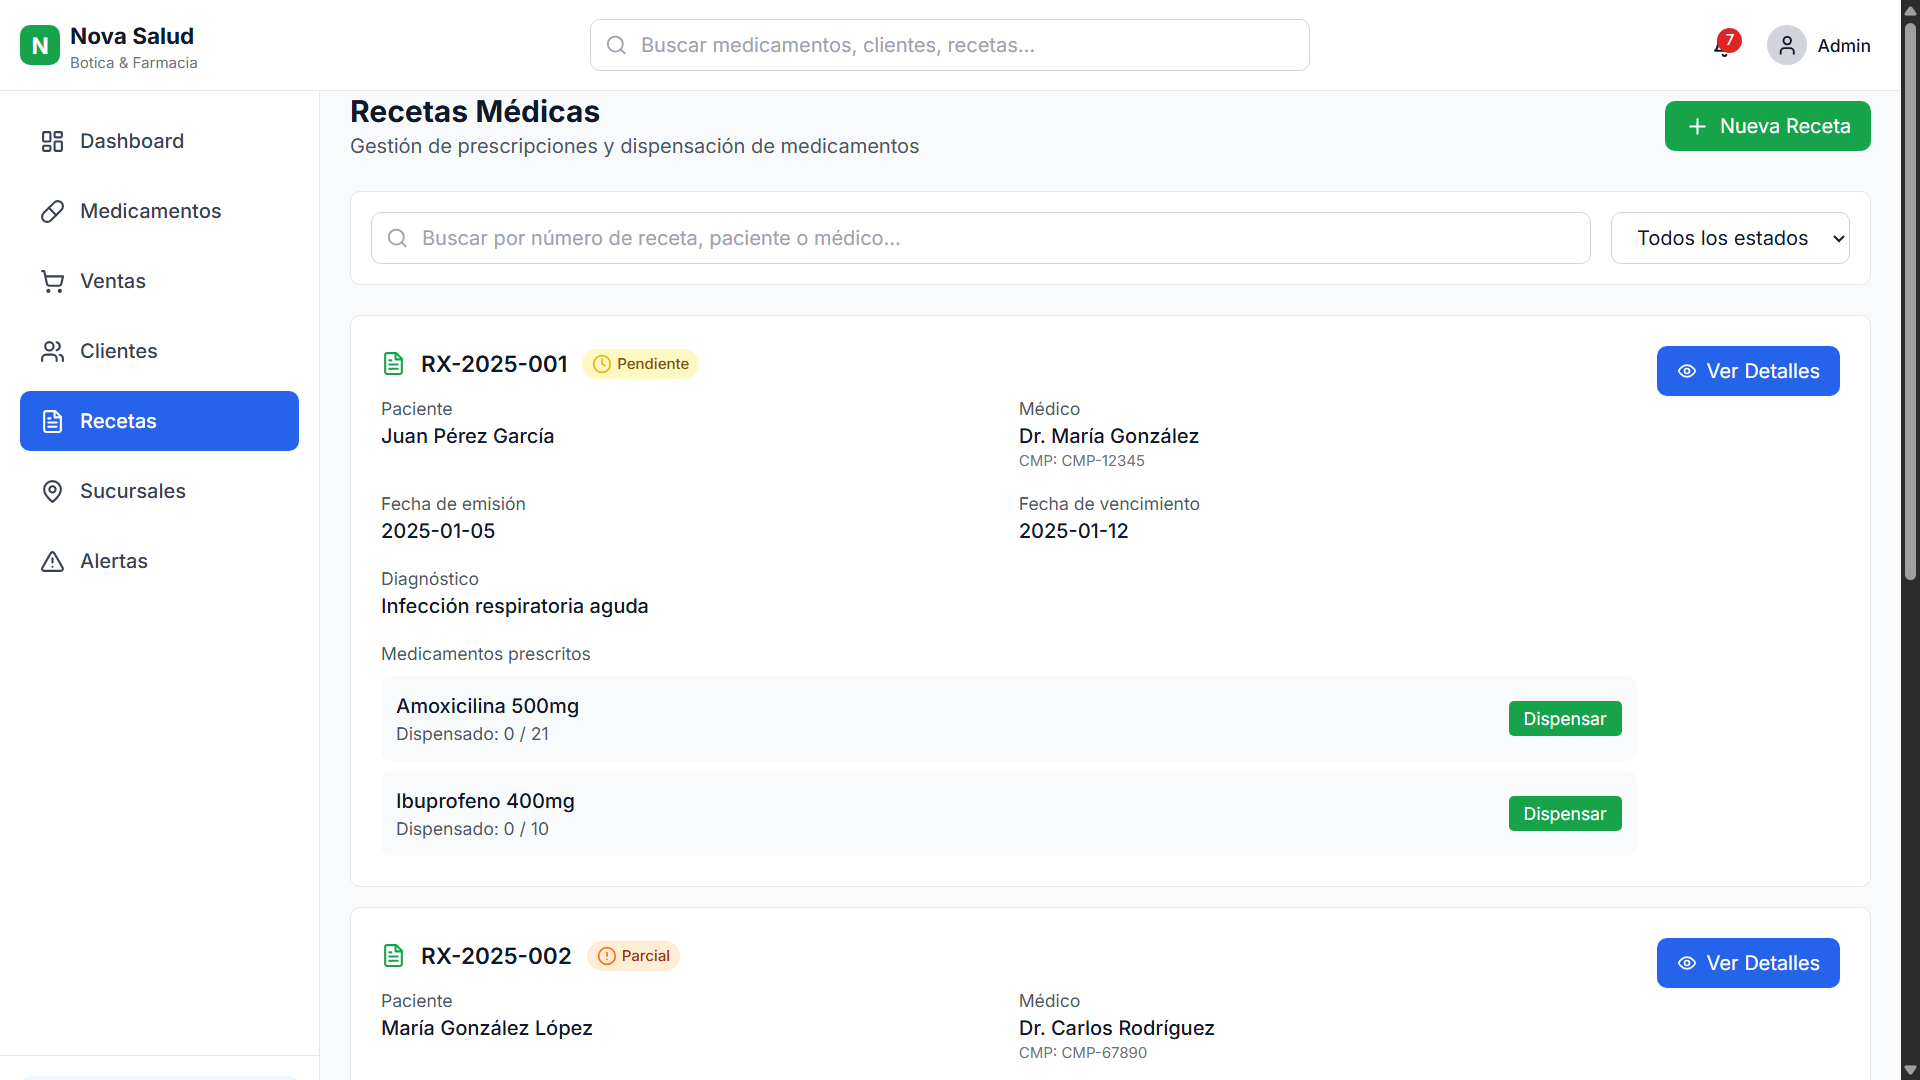 N
Nova Salud
Botica & Farmacia
Buscar medicamentos, clientes, recetas...
7
Admin
Dashboard
Medicamentos
Ventas
Clientes
Recetas
Sucursales
Alertas
Recetas Médicas
Gestión de prescripciones y dispensación de medicamentos
Nueva Receta
Buscar por número de receta, paciente o médico...
Todos los estados
RX-2025-001
Pendiente
Ver Detalles
Paciente
Juan Pérez García
Médico
Dr. María González
CMP: CMP-12345
Fecha de emisión
2025-01-05
Fecha de vencimiento
2025-01-12
Diagnóstico
Infección respiratoria aguda
Medicamentos prescritos
Amoxicilina 500mg
Dispensado: 0 / 21
Dispensar
Ibuprofeno 400mg
Dispensado: 0 / 10
Dispensar
RX-2025-002
Parcial
Ver Detalles
Paciente
María González López
Médico
Dr. Carlos Rodríguez
CMP: CMP-67890